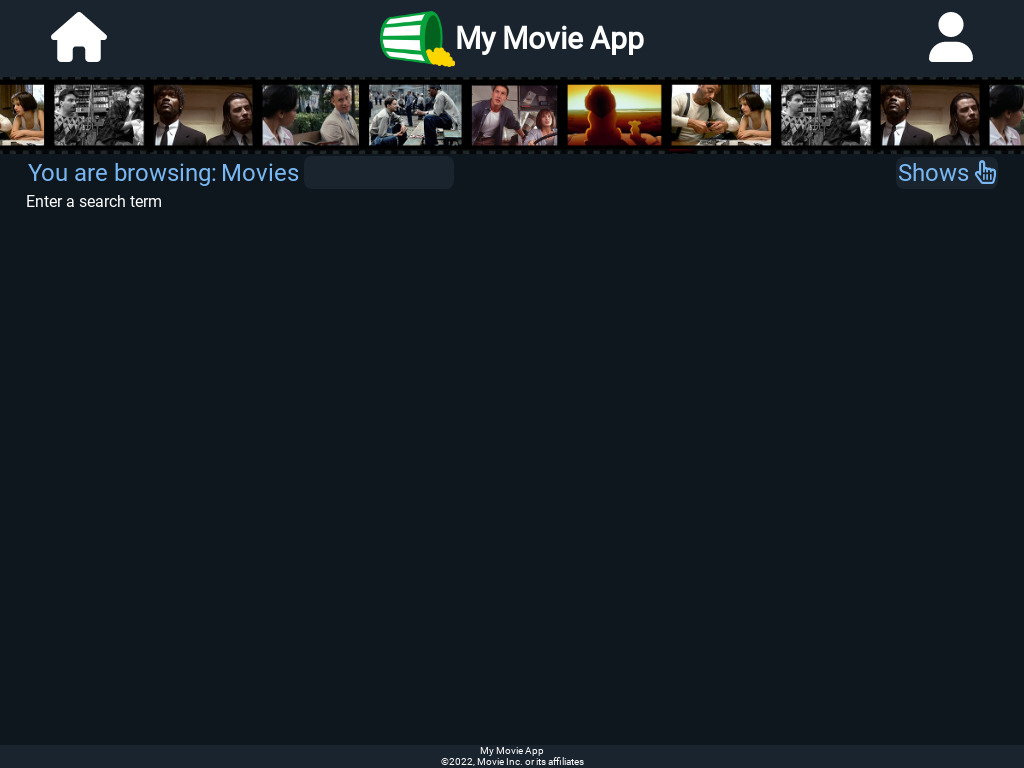 My Movie App
You are browsing: Movies
Shows
Enter a search term
My Movie App
©2022, Movie Inc. or its affiliates